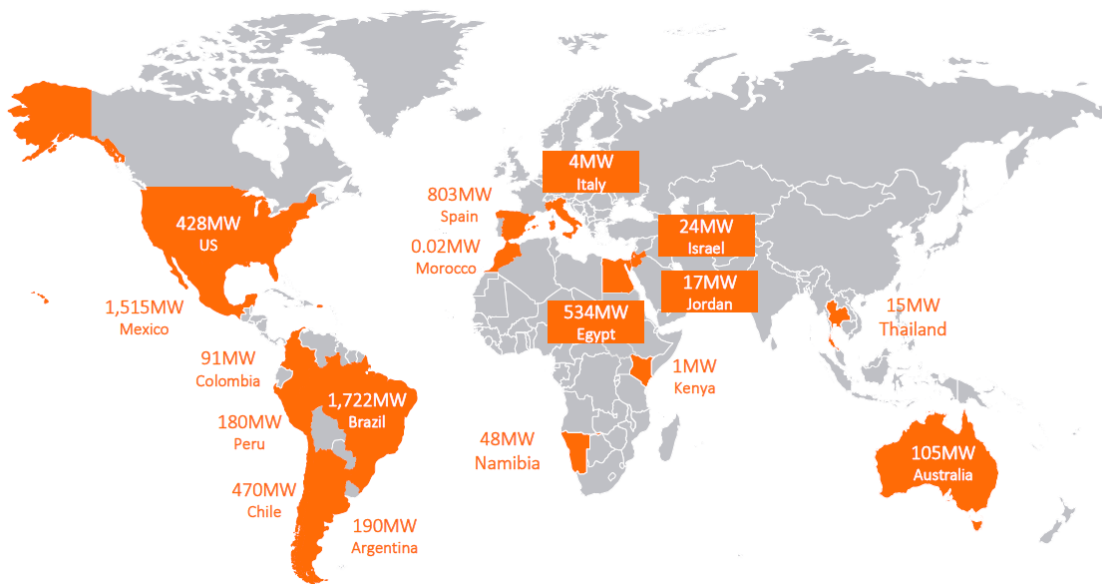 4MW
Italy
803MW
Spain
428MW
US
0.02MW
Morocco
24MW
Israel
17MW
Jordan
1,515MW
Mexico
534MW
Egypt
15MW
Thailand
91MW
Colombia
1MW
Kenya
1,722MW
Brazil
180MW
Peru
48MW
Namibia
105MW
Australia
470MW
Chile
190MW
Argentina